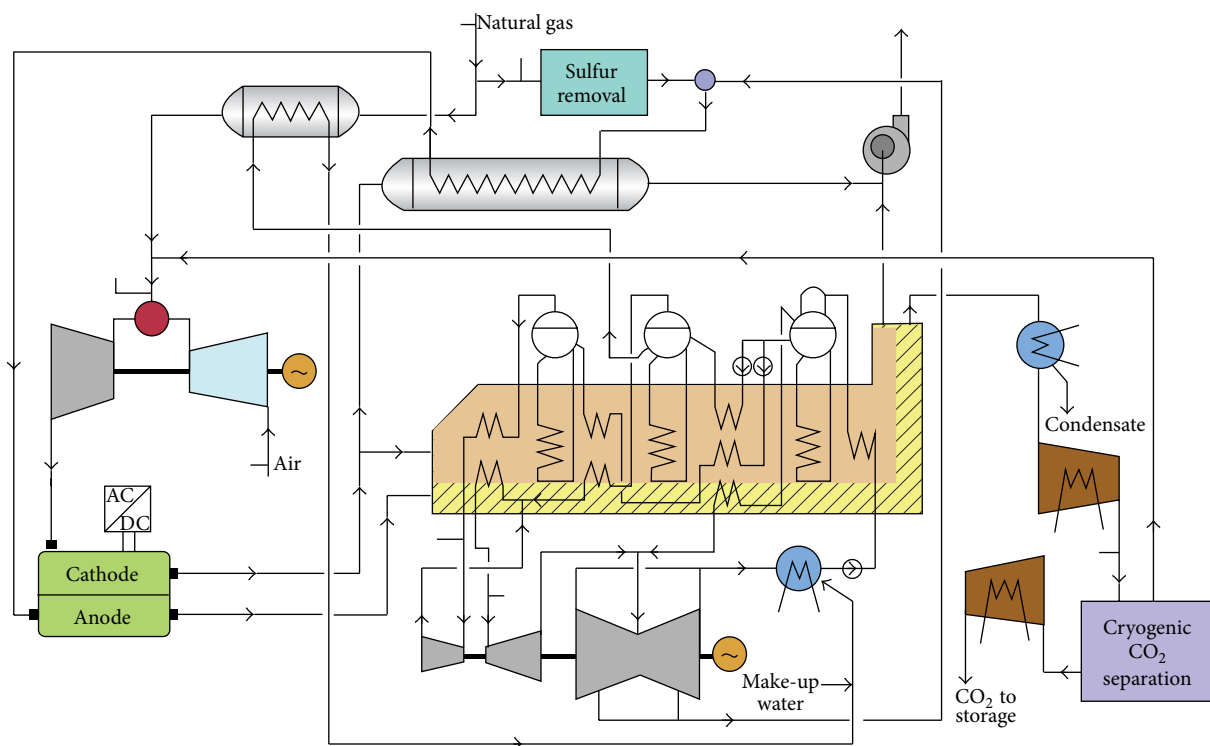 Natural gas
Sulfur
removal
Condensate
Air
AC
DC
Cathode
Anode
~
~
Make-up
water
CO₂ to
storage
Cryogenic
CO₂
separation